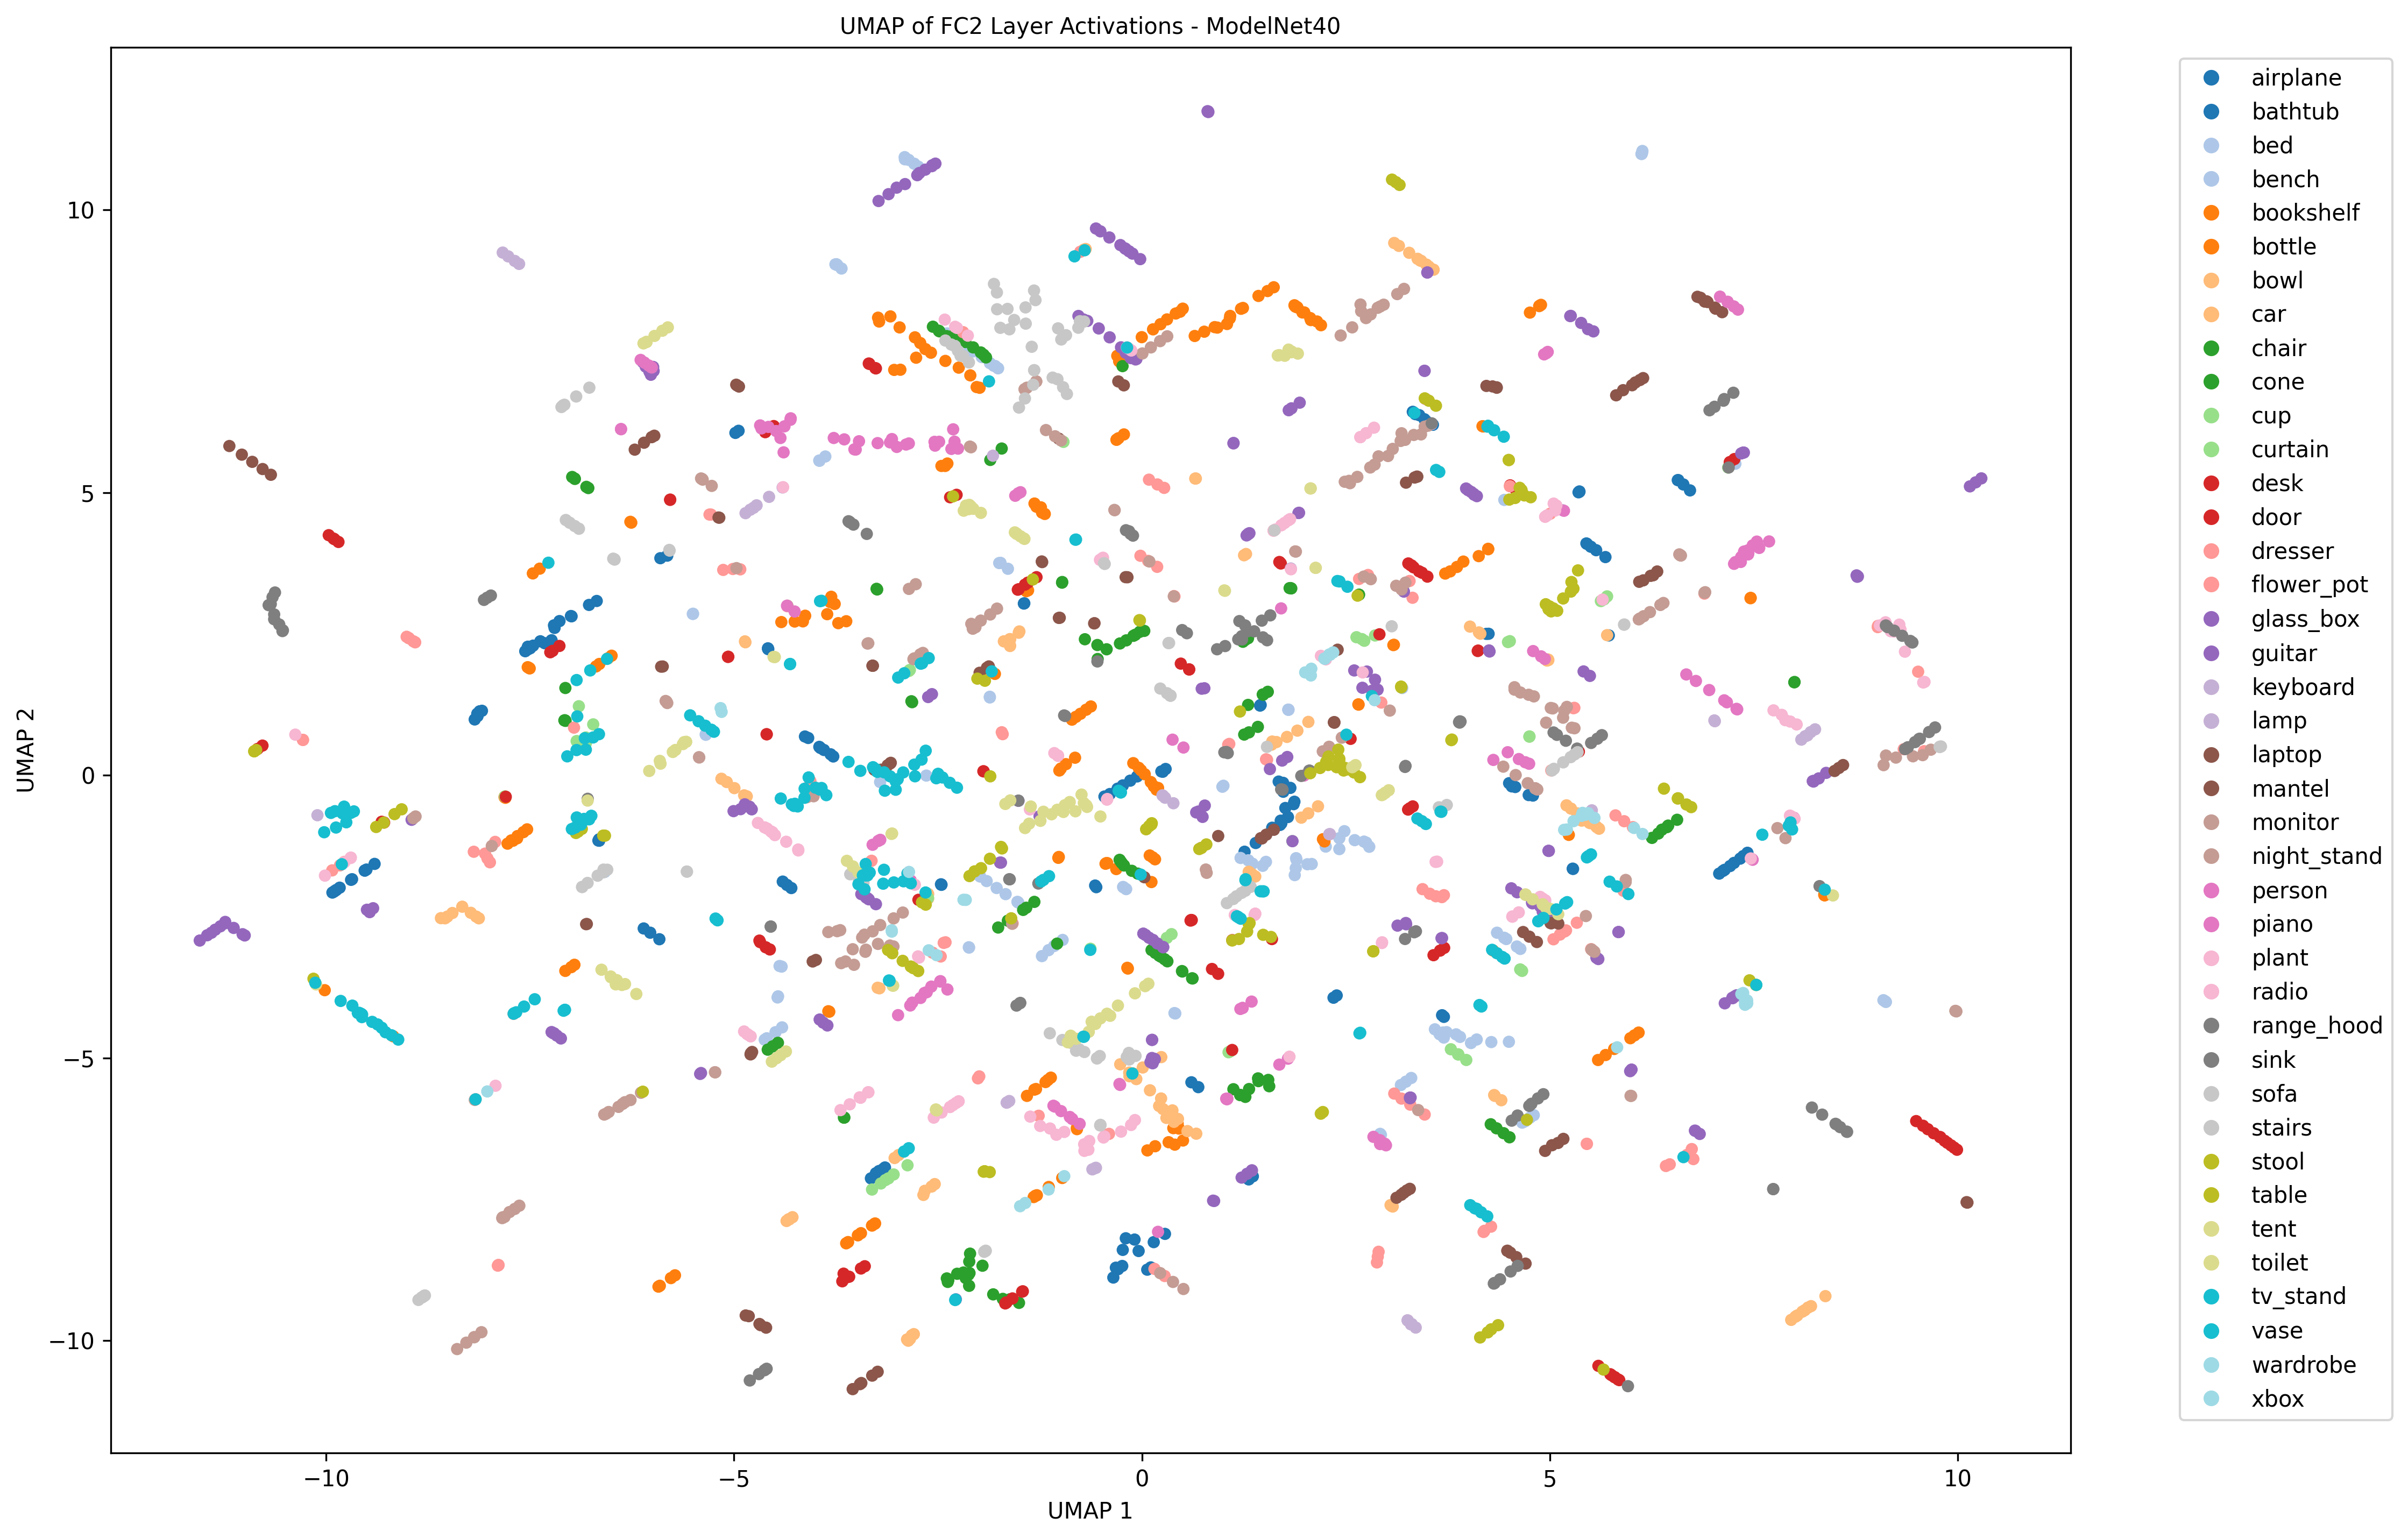 UMAP of FC2 Layer Activations - ModelNet40
UMAP 2
10
5
0
−5
−10
−10
−5
0
5
10
UMAP 1
airplane
bathtub
bed
bench
bookshelf
bottle
bowl
car
chair
cone
cup
curtain
desk
door
dresser
flower_pot
glass_box
guitar
keyboard
lamp
laptop
mantel
monitor
night_stand
person
piano
plant
radio
range_hood
sink
sofa
stairs
stool
table
tent
toilet
tv_stand
vase
wardrobe
xbox